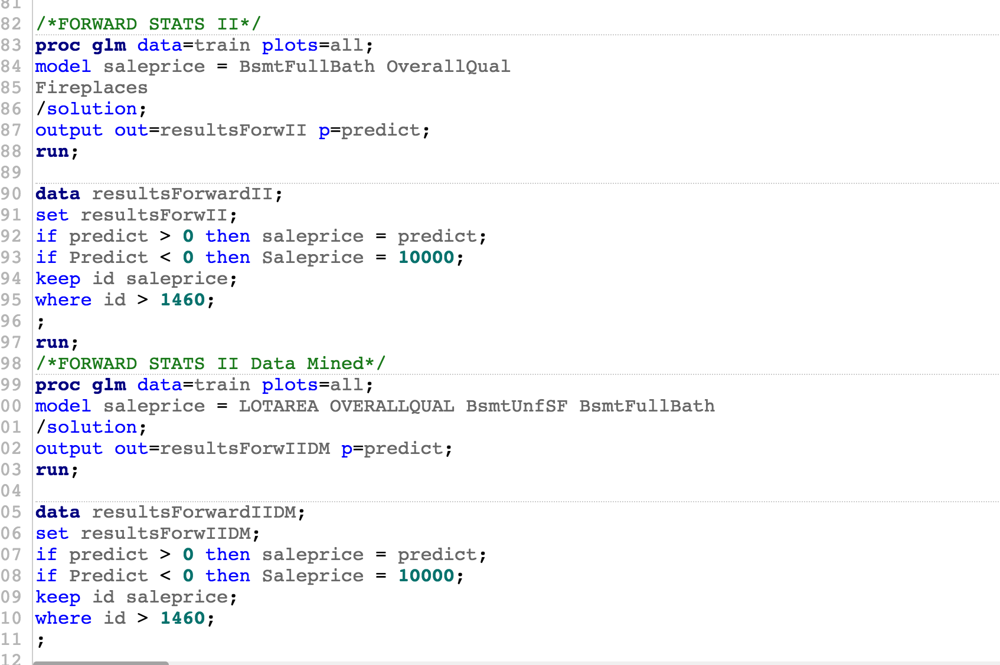 81
82 /*FORWARD STATS II*/
83 proc glm data=train plots=all;
84 model saleprice = BsmtFullBath OverallQual
85 Fireplaces
86 /solution;
87 output out=resultsForwII p=predict;
88 run;
89
90 data resultsForwardII;
91 set resultsForwII;
92 if predict > 0 then saleprice = predict;
93 if Predict < 0 then Saleprice = 10000;
94 keep id saleprice;
95 where id > 1460;
96 ;
97 run;
98 /*FORWARD STATS II Data Mined*/
99 proc glm data=train plots=all;
00 model saleprice = LOTAREA OVERALLQUAL BsmtUnfSF BsmtFullBath
01 /solution;
02 output out=resultsForwIIDM p=predict;
03 run;
04
05 data resultsForwardIIDM;
06 set resultsForwIIDM;
07 if predict > 0 then saleprice = predict;
08 if Predict < 0 then Saleprice = 10000;
09 keep id saleprice;
10 where id > 1460;
11 ;
12